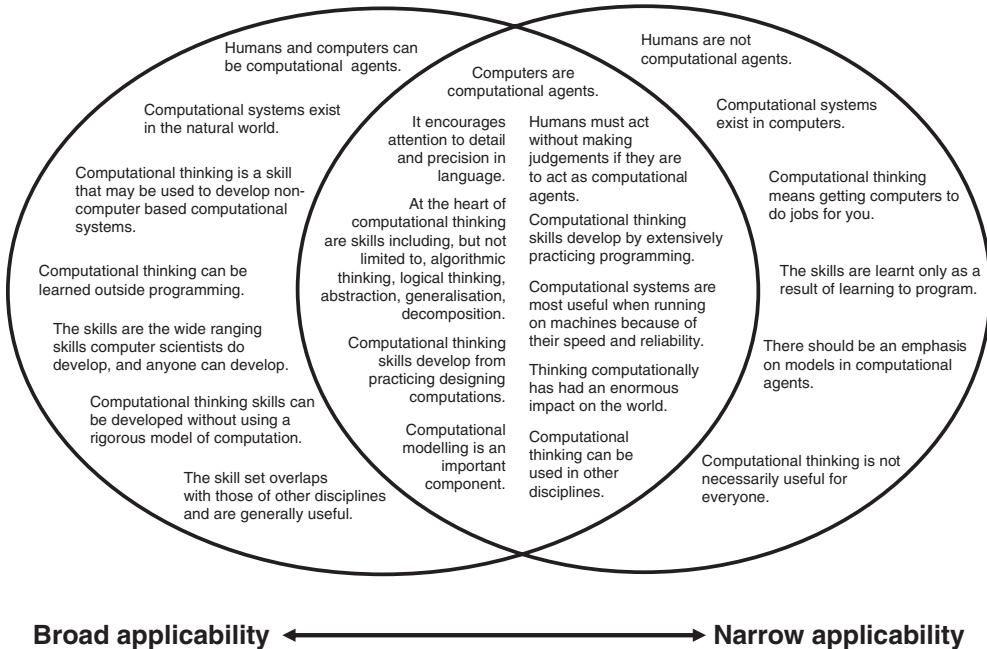 Humans and computers can
be computational agents.
Computational systems exist
in the natural world.
Computational thinking is a skill
that may be used to develop non-
computer based computational
systems.
Computational thinking can be
learned outside programming.
The skills are the wide ranging
skills computer scientists do
develop, and anyone can develop.
Computational thinking skills can
be developed without using a
rigorous model of computation.
The skill set overlaps
with those of other disciplines
and are generally useful.
Computers are
computational agents.
It encourages
attention to detail
and precision in
language.
At the heart of
computational thinking
are skills including, but not
limited to, algorithmic
thinking, logical thinking,
abstraction, generalisation,
decomposition.
Computational thinking
skills develop from
practicing designing
computations.
Computational
modelling is an
important
component.
Humans must act
without making
judgements if they are
to act as computational
agents.
Computational thinking
skills develop by extensively
practicing programming.
Computational systems are
most useful when running
on machines because of
their speed and reliability.
Thinking computationally
has had an enormous
impact on the world.
Computational
thinking can be
used in other
disciplines.
Humans are not
computational agents.
Computational systems
exist in computers.
Computational thinking
means getting computers to
do jobs for you.
The skills are learnt only as a
result of learning to program.
There should be an emphasis
on models in computational
agents.
Computational thinking is not
necessarily useful for
everyone.
Broad applicability
Narrow applicability